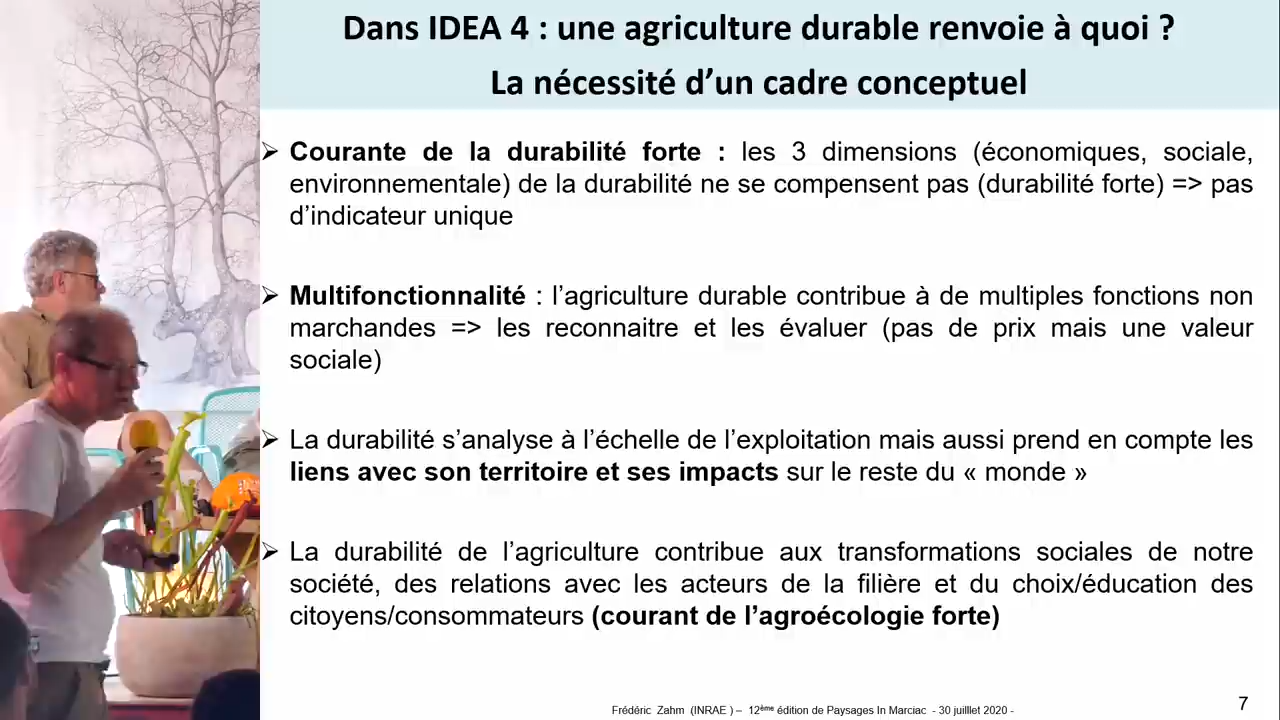 Dans IDEA 4 : une agriculture durable renvoie à quoi ?
La nécessité d’un cadre conceptuel
➢ Courante de la durabilité forte : les 3 dimensions (économiques, sociale,
environnementale) de la durabilité ne se compensent pas (durabilité forte) => pas
d’indicateur unique
➢ Multifonctionnalité : l’agriculture durable contribue à de multiples fonctions non
marchandes => les reconnaitre et les évaluer (pas de prix mais une valeur
sociale)
➢ La durabilité s’analyse à l’échelle de l’exploitation mais aussi prend en compte les
liens avec son territoire et ses impacts sur le reste du « monde »
➢ La durabilité de l’agriculture contribue aux transformations sociales de notre
société, des relations avec les acteurs de la filière et du choix/éducation des
citoyens/consommateurs (courant de l’agroécologie forte)
Frédéric Zahm (INRAE ) – 12ème édition de Paysages In Marciac - 30 juilllet 2020 -
7